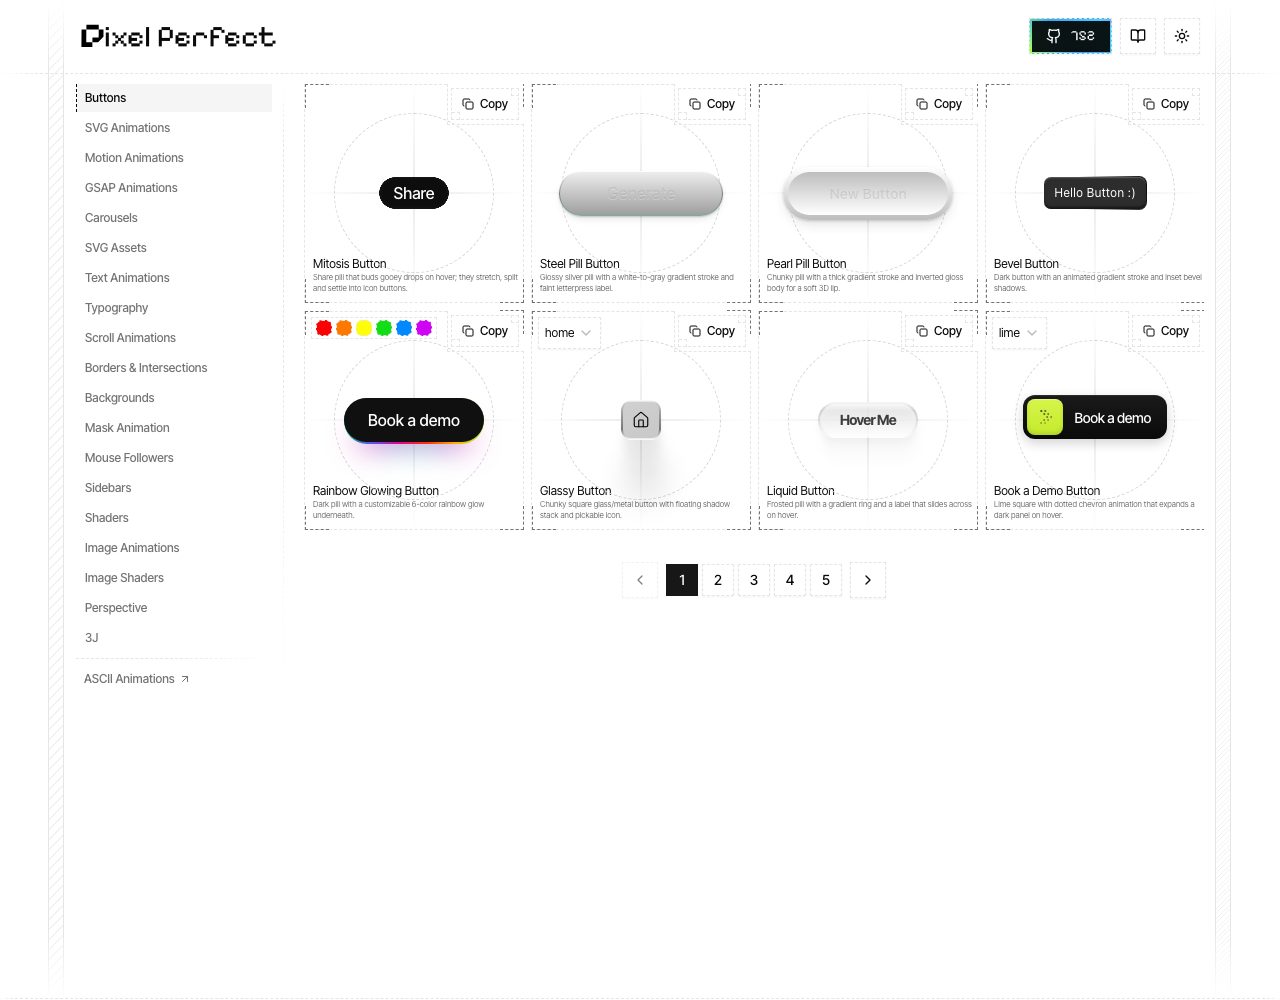 Pixel Perfect
Buttons
SVG Animations
Motion Animations
GSAP Animations
Carousels
SVG Assets
Text Animations
Typography
Scroll Animations
Borders & Intersections
Backgrounds
Mask Animation
Mouse Followers
Sidebars
Shaders
Image Animations
Image Shaders
Perspective
3J
ASCII Animations
Copy
Share
Mitosis Button
Share pill that buds gooey drops on hover; they stretch, split
and settle into icon buttons.
Copy
Generate
Steel Pill Button
Glossy silver pill with a white-to-gray gradient stroke and
faint letterpress label.
Copy
New Button
Pearl Pill Button
Chunky pill with a thick gradient stroke and inverted gloss
body for a soft 3D lip.
Copy
Hello Button :)
Bevel Button
Dark button with an animated gradient stroke and inset bevel
shadows.
Copy
Book a demo
Rainbow Glowing Button
Dark pill with a customizable 6-color rainbow glow
underneath.
home
Copy
Glassy Button
Chunky square glass/metal button with floating shadow
stack and pickable icon.
Copy
Hover Me
Liquid Button
Frosted pill with a gradient ring and a label that slides across
on hover.
lime
Copy
Book a demo
Book a Demo Button
Lime square with dotted chevron animation that expands a
dark panel on hover.
1
2
3
4
5